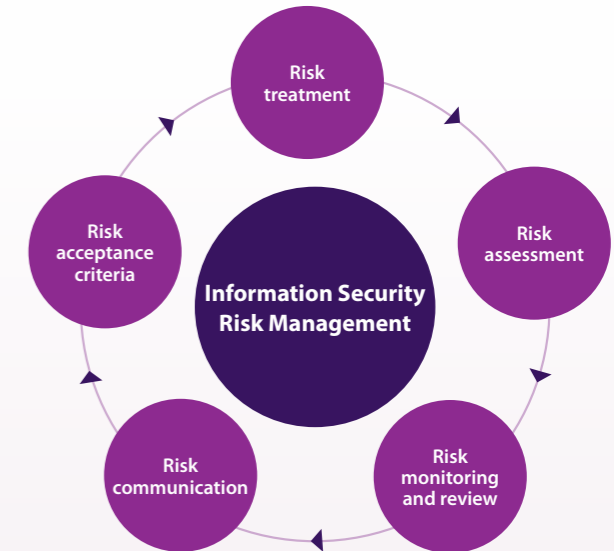 Risk
treatment
Risk
assessment
Risk
monitoring
and review
Risk
communication
Risk
acceptance
criteria
Information Security
Risk Management